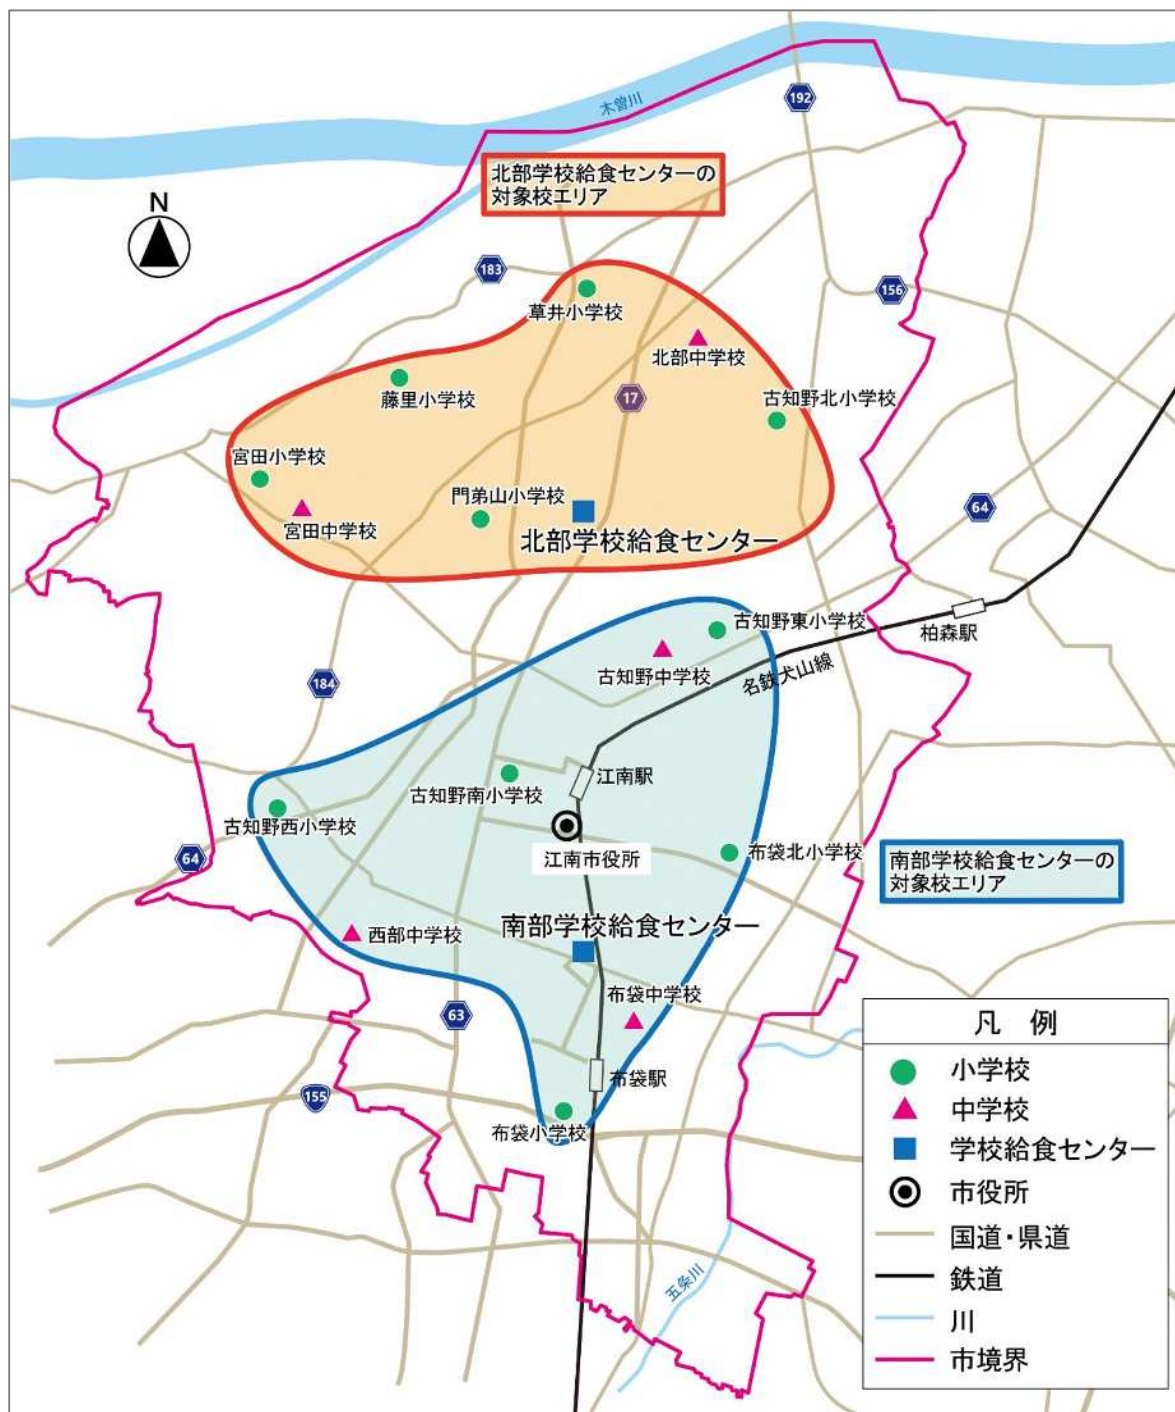 木曽川
192
北部学校給食センターの
対象校エリア
N
183
156
草井小学校
北部中学校
17
藤里小学校
古知野北小学校
宮田小学校
門弟山小学校
64
宮田中学校
北部学校給食センター
古知野東小学校
柏森駅
古知野中学校
名鉄犬山線
184
江南駅
古知野南小学校
古知野西小学校
64
江南市役所
布袋北小学校
南部学校給食センターの
対象校エリア
南部学校給食センター
西部中学校
布袋中学校
63
布袋駅
155
布袋小学校
五条川
凡 例
小学校
中学校
学校給食センター
市役所
国道・県道
鉄道
川
市境界